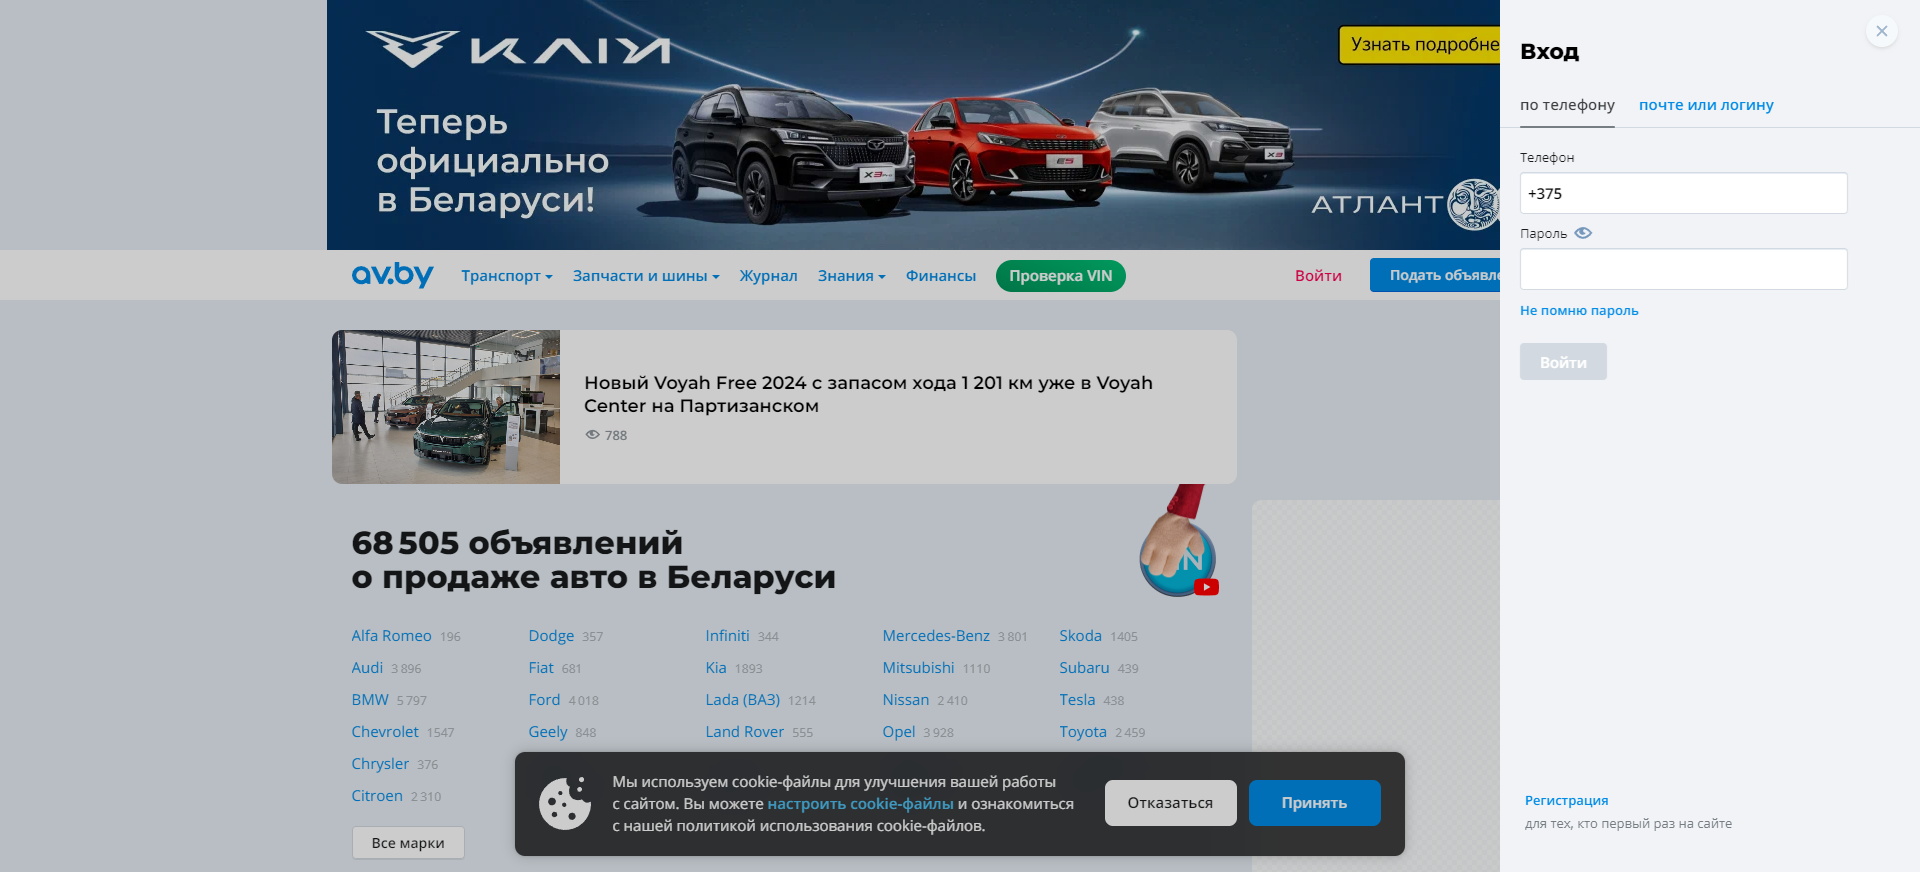 КАІУІ
Узнать подробне
Теперь
официально
в Беларуси!
X3 PRO
E5
X3
АТЛАНТ
av.by
Транспорт
Запчасти и шины
Журнал
Знания
Финансы
Проверка VIN
Войти
Подать объявле
Новый Voyah Free 2024 с запасом хода 1 201 км уже в Voyah
Center на Партизанском
788
68 505 объявлений
о продаже авто в Беларуси
VIN
Alfa Romeo 196
Dodge 357
Infiniti 344
Mercedes-Benz 3 801
Skoda 1405
Audi 3 896
Fiat 681
Kia 1893
Mitsubishi 1110
Subaru 439
BMW 5 797
Ford 4 018
Lada (ВАЗ) 1214
Nissan 2 410
Tesla 438
Chevrolet 1547
Geely 848
Land Rover 555
Opel 3 928
Toyota 2 459
Chrysler 376
Citroen 2 310
Все марки
Мы используем cookie-файлы для улучшения вашей работы
с сайтом. Вы можете настроить cookie-файлы и ознакомиться
с нашей политикой использования cookie-файлов.
Отказаться
Принять
Вход
по телефону
почте или логину
Телефон
+375
Пароль
Не помню пароль
Войти
Регистрация
для тех, кто первый раз на сайте